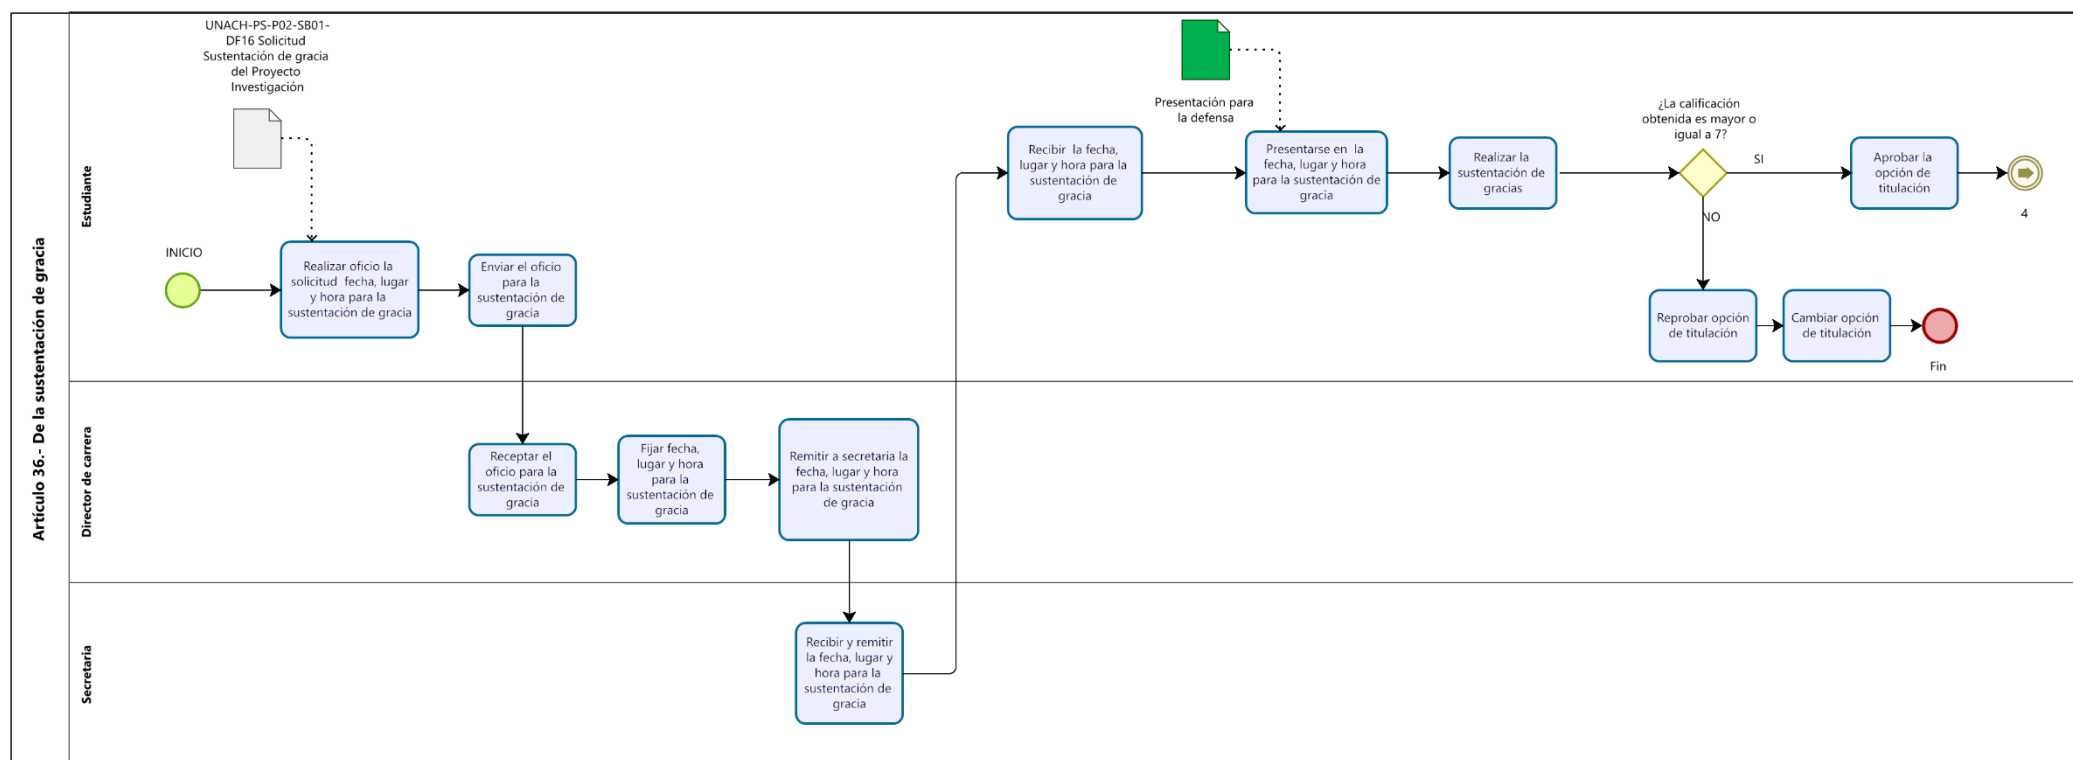 Artículo 36.- De la sustentación de gracia
Estudiante
UNACH-PS-P02-SB01-
DF16 Solicitud
Sustentación de gracia
del Proyecto
Investigación
INICIO
Realizar oficio la
solicitud fecha, lugar
y hora para la
sustentación de gracia
Enviar el oficio
para la
sustentación de
gracia
Recibir la fecha,
lugar y hora para la
sustentación de
gracia
Presentación para
la defensa
Presentarse en la
fecha, lugar y hora
para la sustentación de
gracia
Realizar la
sustentación de
gracias
¿La calificación
obtenida es mayor o
igual a 7?
SI
NO
Aprobar la
opción de
titulación
4
Reprobar opción
de titulación
Cambiar opción
de titulación
Fin
Director de carrera
Receptar el
oficio para la
sustentación de
gracia
Fijar fecha,
lugar y hora
para la
sustentación de
gracia
Remitir a secretaria la
fecha, lugar y hora
para la sustentación
de gracia
Secretaria
Recibir y remitir
la fecha, lugar y
hora para la
sustentación de
gracia